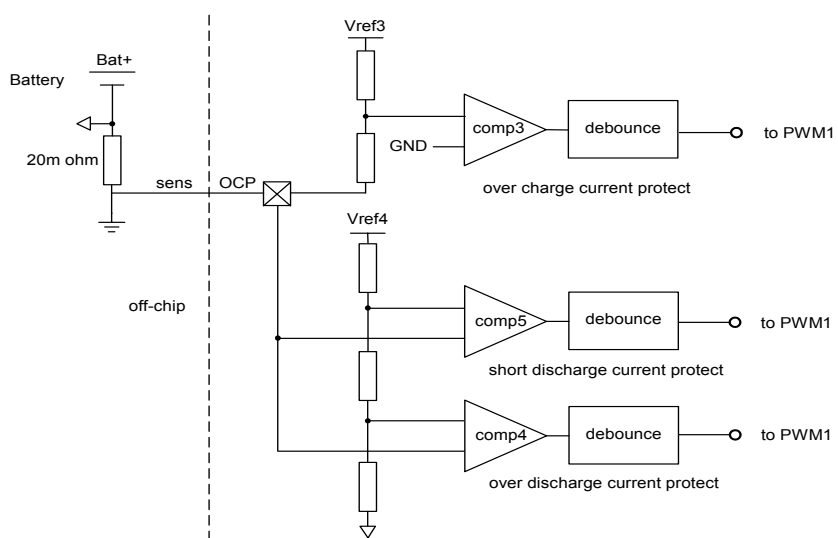 Vref3
Bat+
Battery
comp3
debounce
to PWM1
GND
20m ohm
sens
OCP
over charge current protect
Vref4
off-chip
comp5
debounce
to PWM1
short discharge current protect
comp4
debounce
to PWM1
over discharge current protect